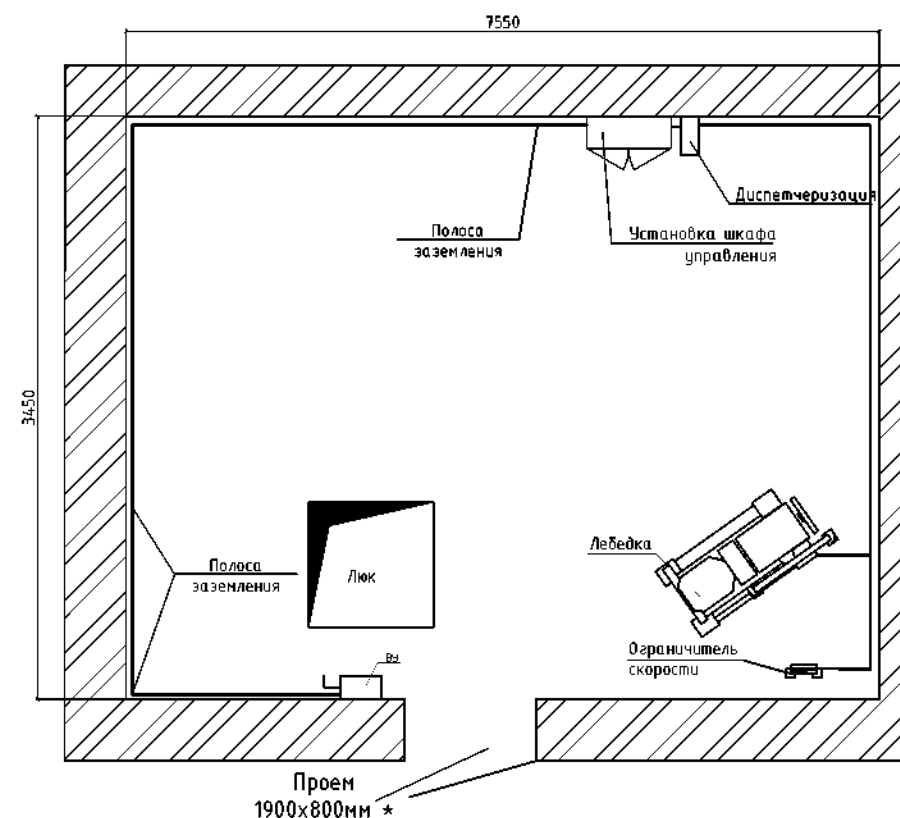 7550
Диспетчеризация
Полоса
заземления
Установка шкафа
управления
3450
Лебедка
Полоса
заземления
Люк
Ограничитель
скорости
ВУ
Проем
1900х800мм *